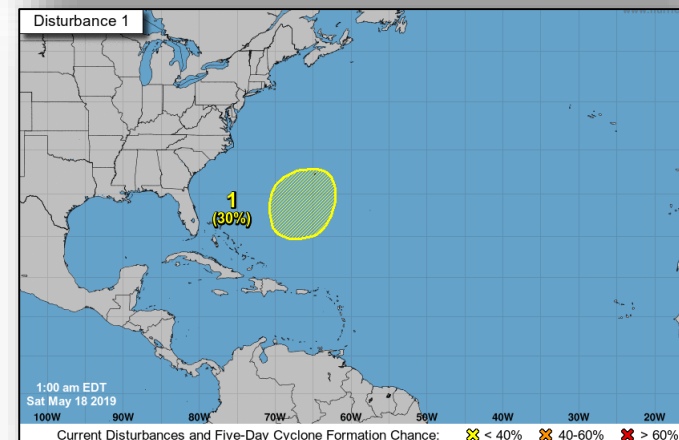 Disturbance 1
1
(30%)
1:00 am EDT
Sat May 18 2019
100W 90W 80W 70W 60W 50W 40W 30W 20W
Current Disturbances and Five-Day Cyclone Formation Chance: < 40% 40-60% > 60%